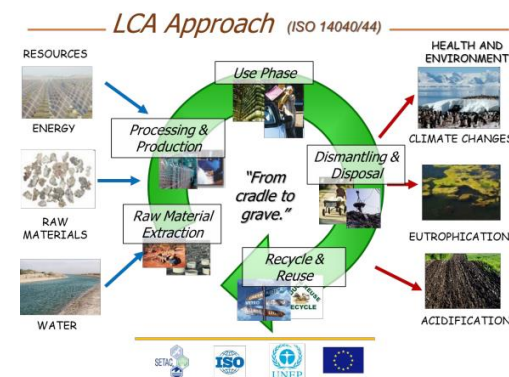 LCA Approach (ISO 14040/44)
RESOURCES
ENERGY
RAW
MATERIALS
WATER
Use Phase
Processing &
Production
Raw Material
Extraction
"From
cradle to
grave."
Dismantling &
Disposal
Recycle &
Reuse
REUSE
RECYCLE
HEALTH AND
ENVIRONMENT
CLIMATE CHANGES
EUTROPHICATION
ACIDIFICATION
SETAC
ISO
UNEP